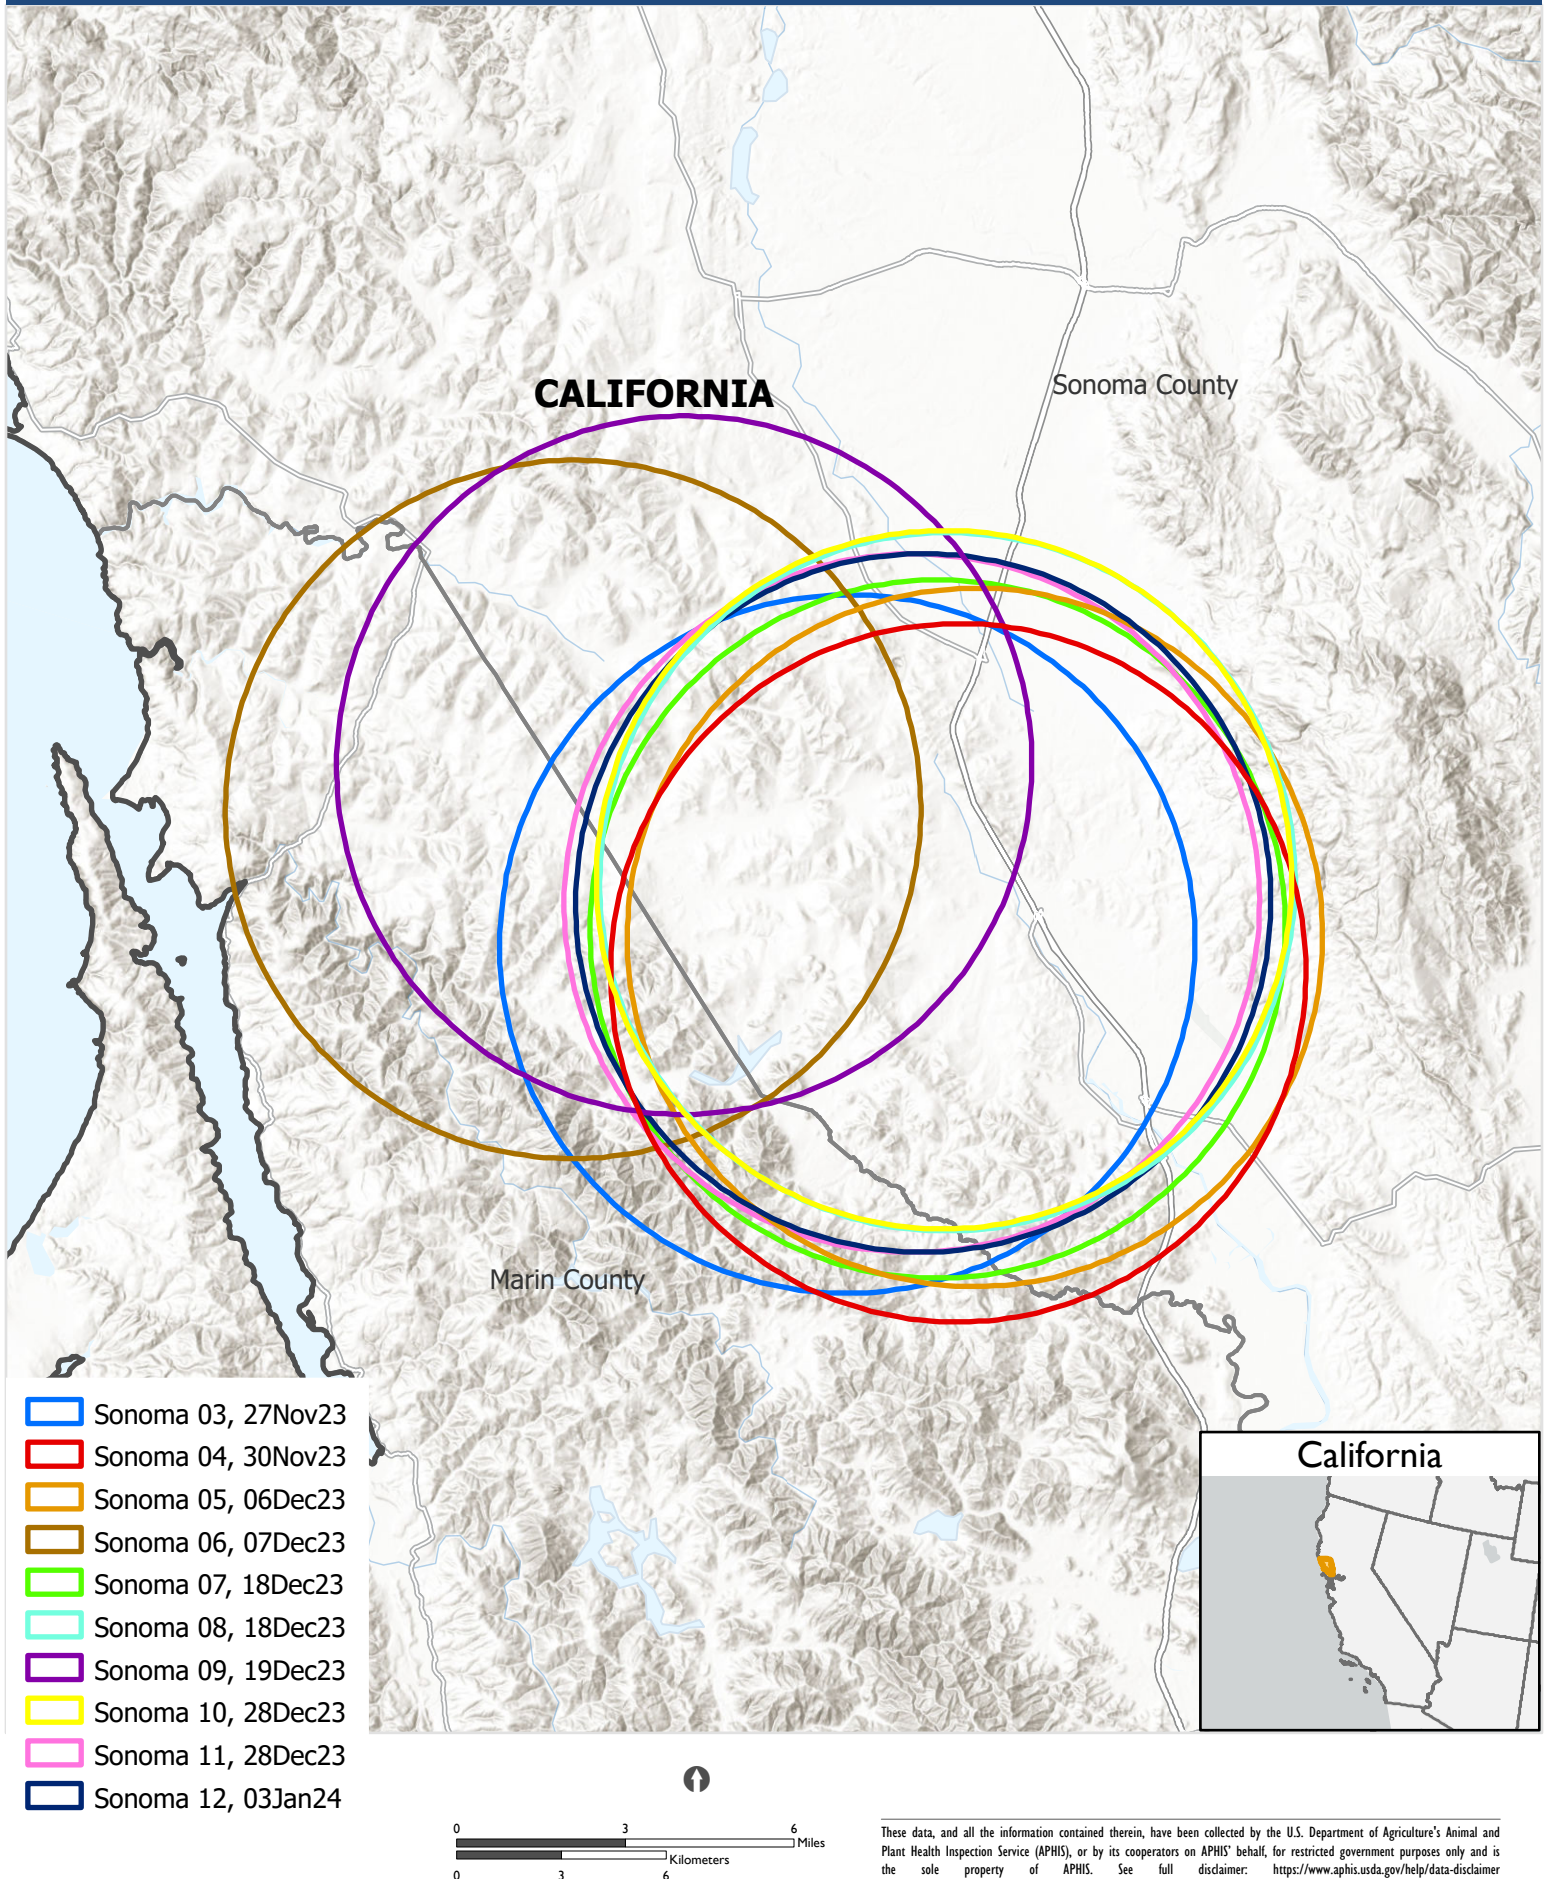 CALIFORNIA
Sonoma County
Marin County
Sonoma 03, 27Nov23
Sonoma 04, 30Nov23
Sonoma 05, 06Dec23
Sonoma 06, 07Dec23
Sonoma 07, 18Dec23
Sonoma 08, 18Dec23
Sonoma 09, 19Dec23
Sonoma 10, 28Dec23
Sonoma 11, 28Dec23
Sonoma 12, 03Jan24
California
0 3 6
Miles
Kilometers
0 3 6
These data, and all the information contained therein, have been collected by the U.S. Department of Agriculture's Animal and
Plant Health Inspection Service (APHIS), or by its cooperators on APHIS' behalf, for restricted government purposes only and is
the sole property of APHIS. See full disclaimer: https://www.aphis.usda.gov/help/data-disclaimer